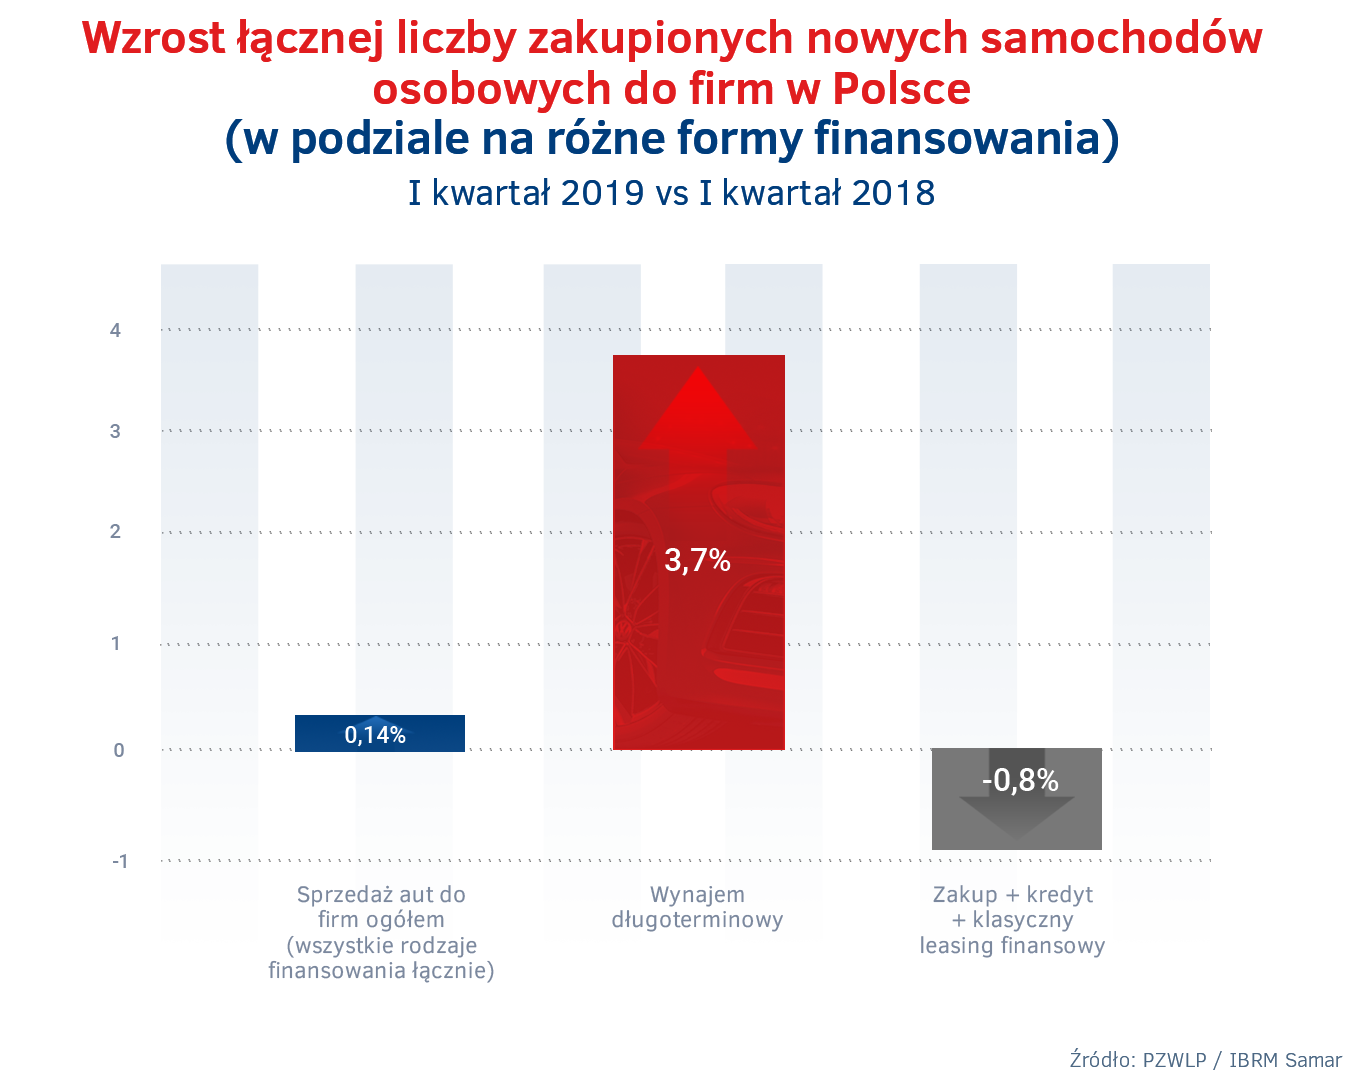 Wzrost łącznej liczby zakupionych nowych samochodów
osobowych do firm w Polsce
(w podziale na różne formy finansowania)
I kwartał 2019 vs I kwartał 2018
4
3
2
1
0
-1
0,14%
3,7%
-0,8%
Sprzedaż aut do
firm ogółem
(wszystkie rodzaje
finansowania łącznie)
Wynajem
długoterminowy
Zakup + kredyt
+ klasyczny
leasing finansowy
Źródło: PZWLP / IBRM Samar